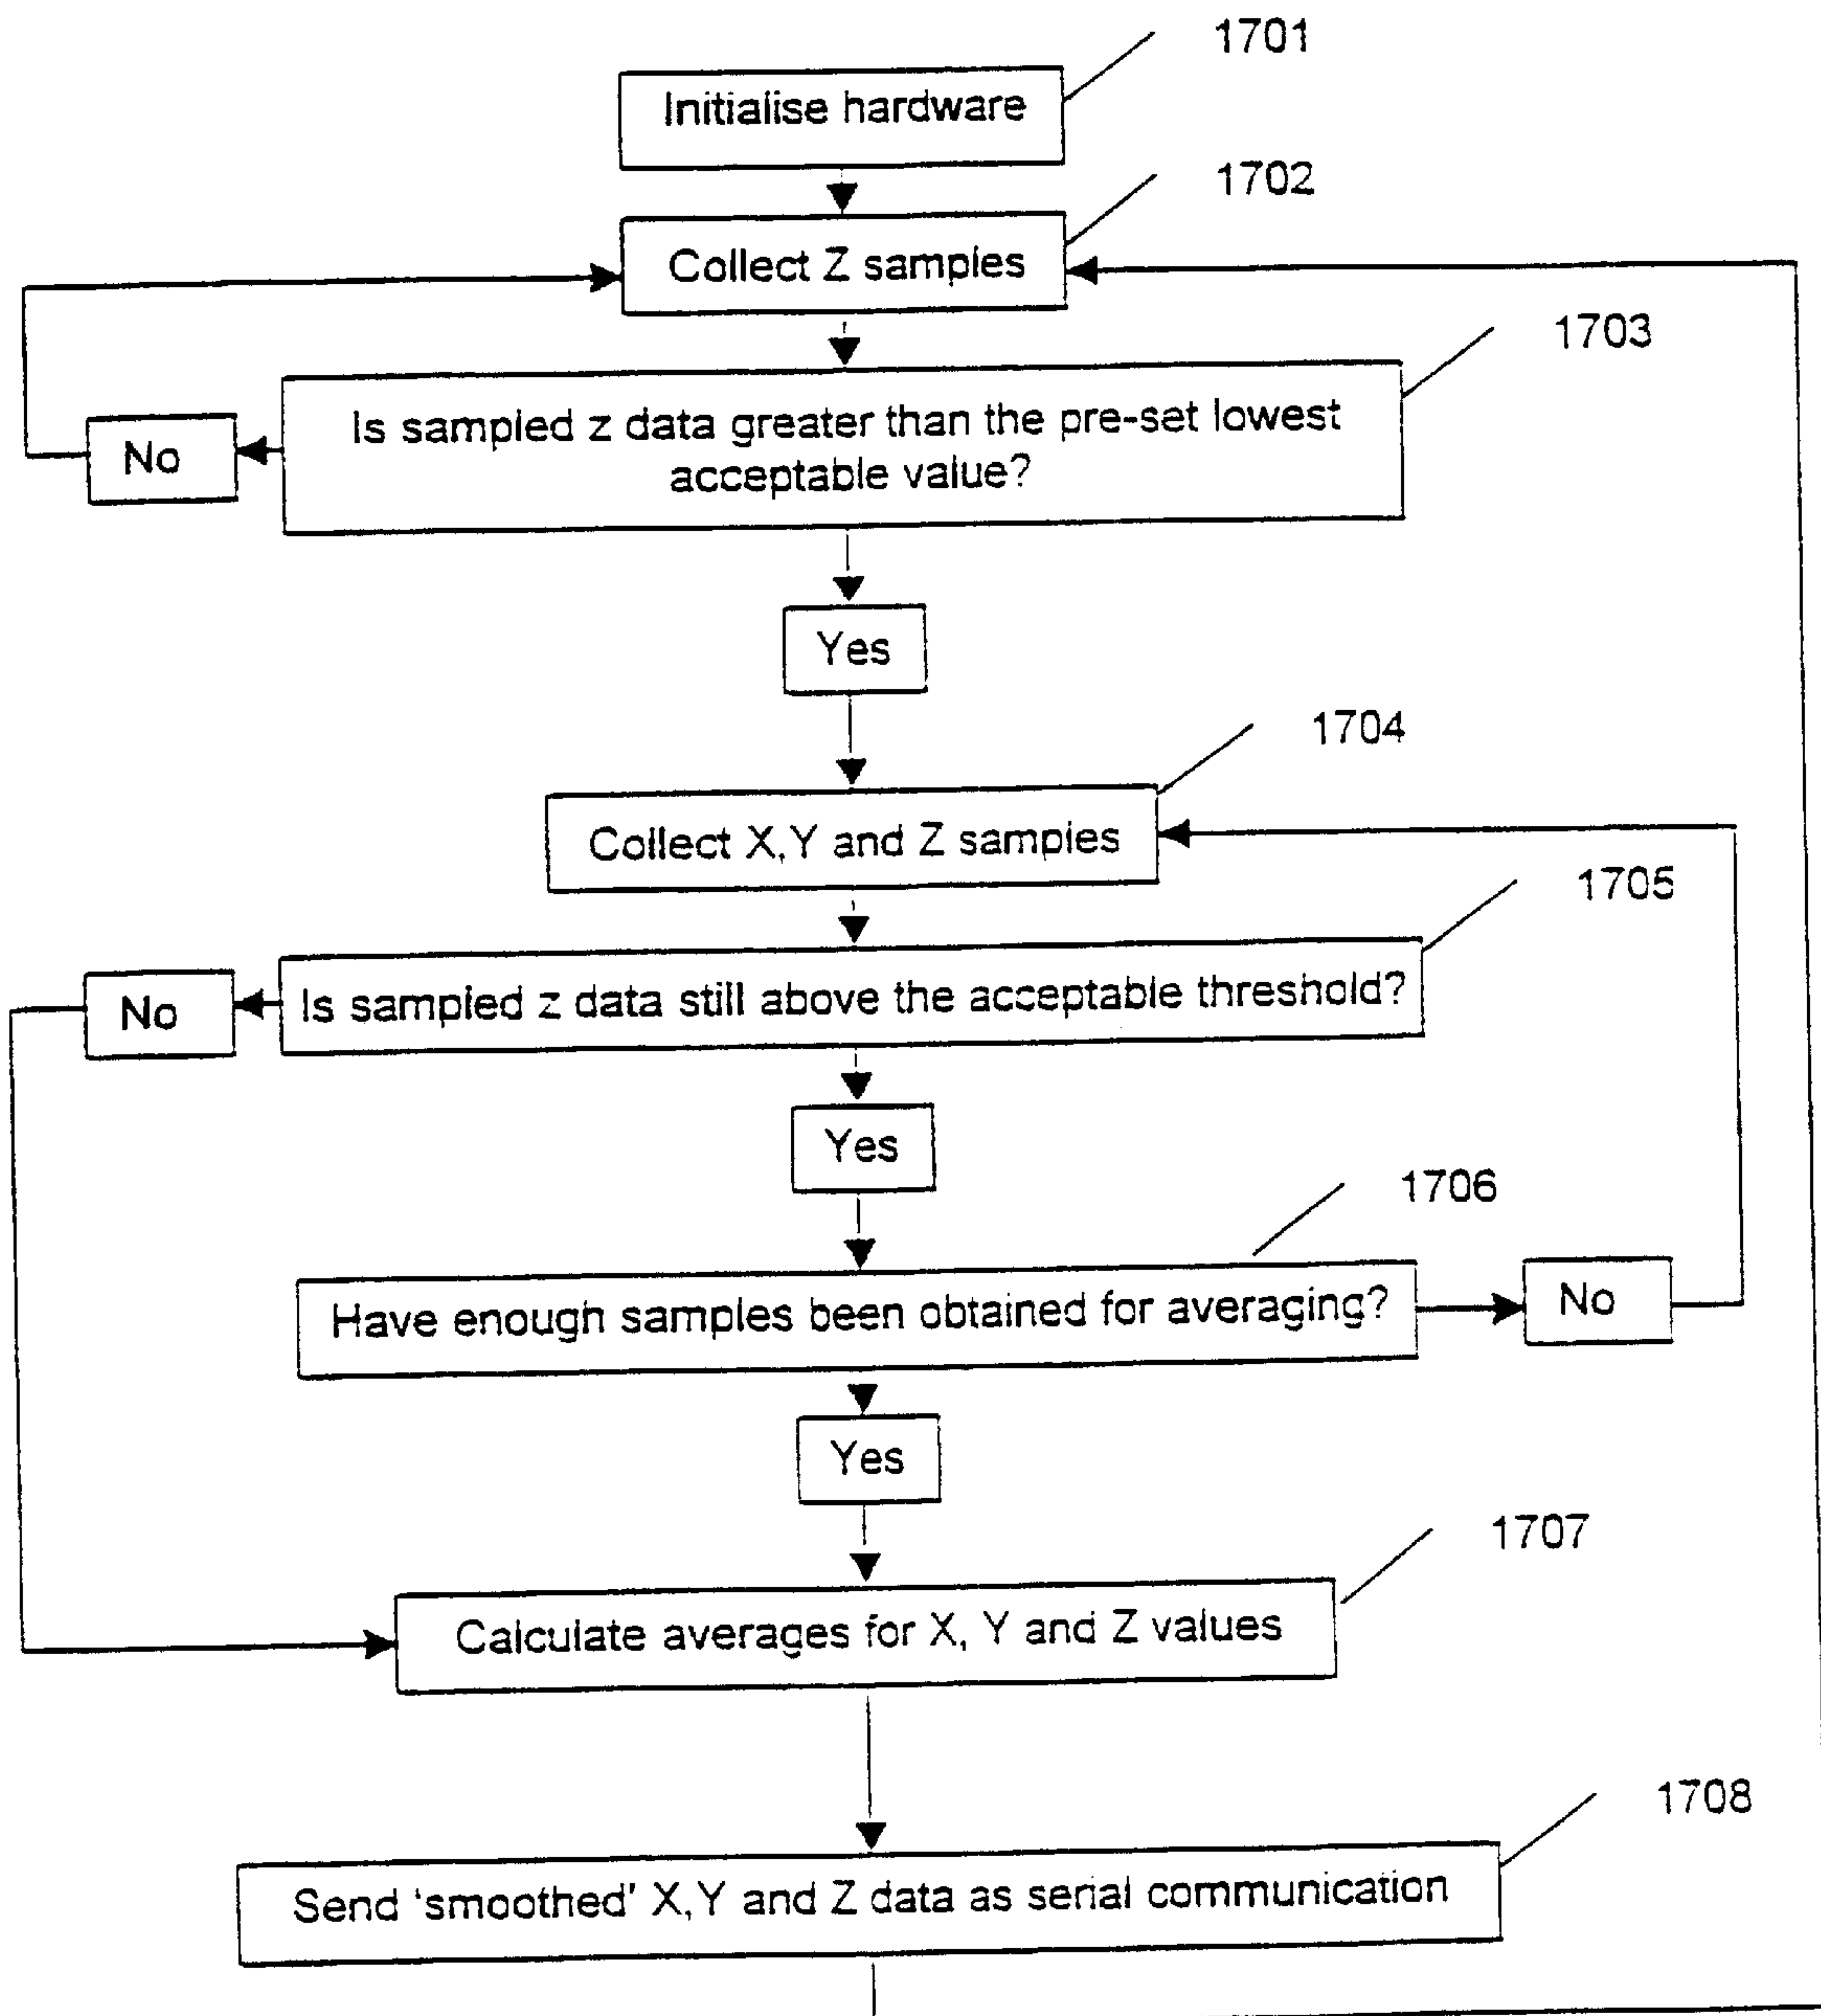 1701
Initialise hardware
1702
Collect Z samples
1703
Is sampled z data greater than the pre-set lowest
acceptable value?
No
Yes
1704
Collect X,Y and Z samples
1705
Is sampled z data still above the acceptable threshold?
No
Yes
1706
Have enough samples been obtained for averaging?
No
Yes
1707
Calculate averages for X, Y and Z values
1708
Send ‘smoothed’ X,Y and Z data as serial communication